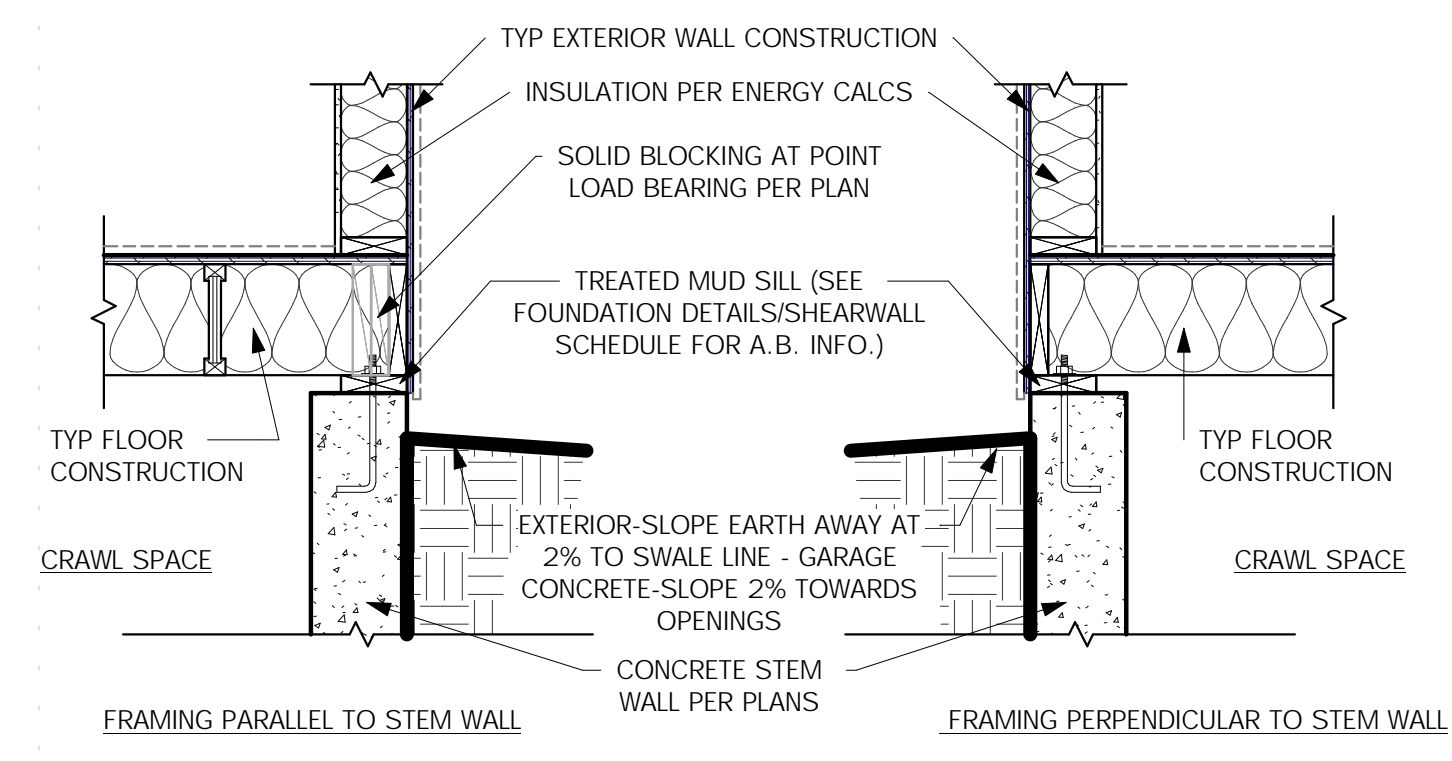 TYP EXTERIOR WALL CONSTRUCTION
INSULATION PER ENERGY CALCS
SOLID BLOCKING AT POINT
LOAD BEARING PER PLAN
TREATED MUD SILL (SEE
FOUNDATION DETAILS/SHEARWALL
SCHEDULE FOR A.B. INFO.)
TYP FLOOR
CONSTRUCTION
TYP FLOOR
CONSTRUCTION
EXTERIOR-SLOPE EARTH AWAY AT
2% TO SWALE LINE - GARAGE
CONCRETE-SLOPE 2% TOWARDS
OPENINGS
CRAWL SPACE
CRAWL SPACE
CONCRETE STEM
WALL PER PLANS
FRAMING PARALLEL TO STEM WALL
FRAMING PERPENDICULAR TO STEM WALL